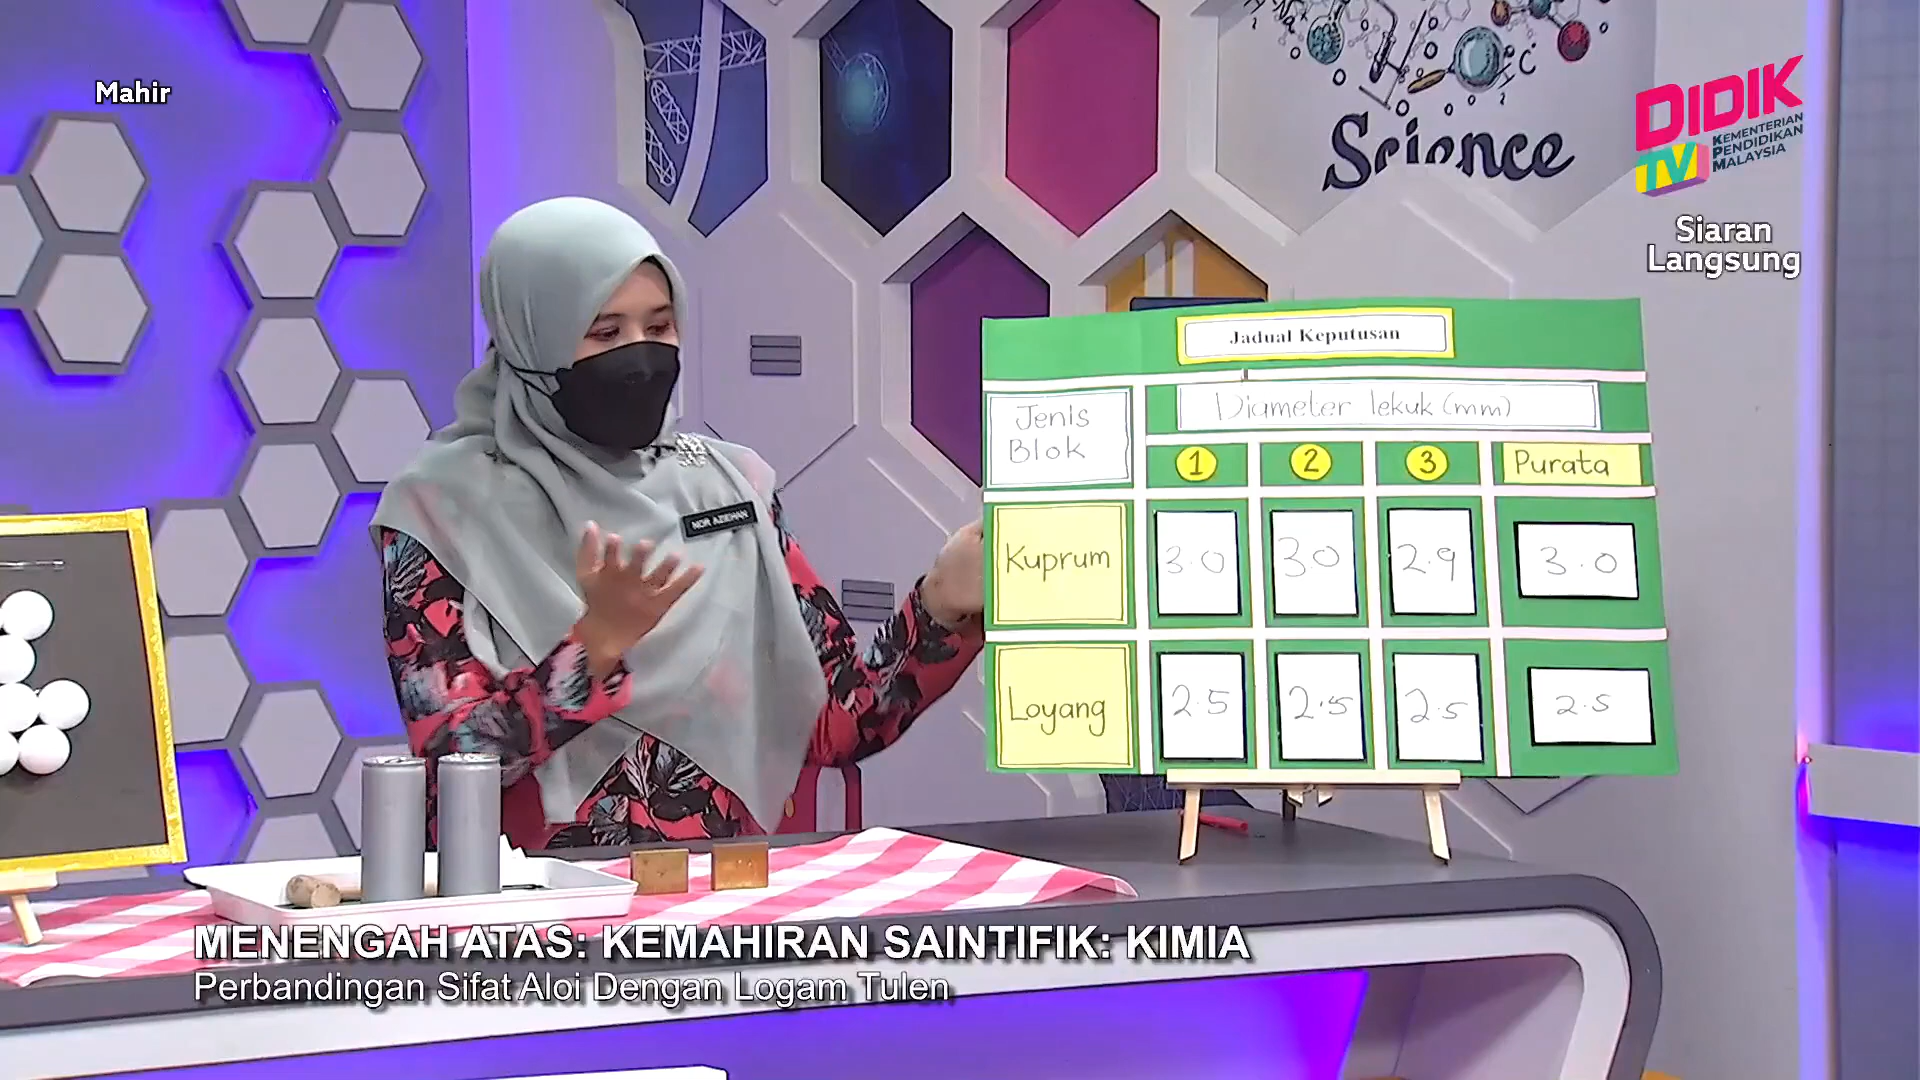 Mahir
Science
DIDIK
TV
KEMENTERIAN
PENDIDIKAN
MALAYSIA
Siaran
Langsung
Jadual Keputusan
Jenis
Blok
Diameter lekuk (mm)
1 2 3 Purata
Kuprum 3.0 30 2.9 3.0
Loyang 2.5 2.5 2.5 2.5
NOR AZIEHAN
MENENGAH ATAS: KEMAHIRAN SAINTIFIK: KIMIA
Perbandingan Sifat Aloi Dengan Logam Tulen